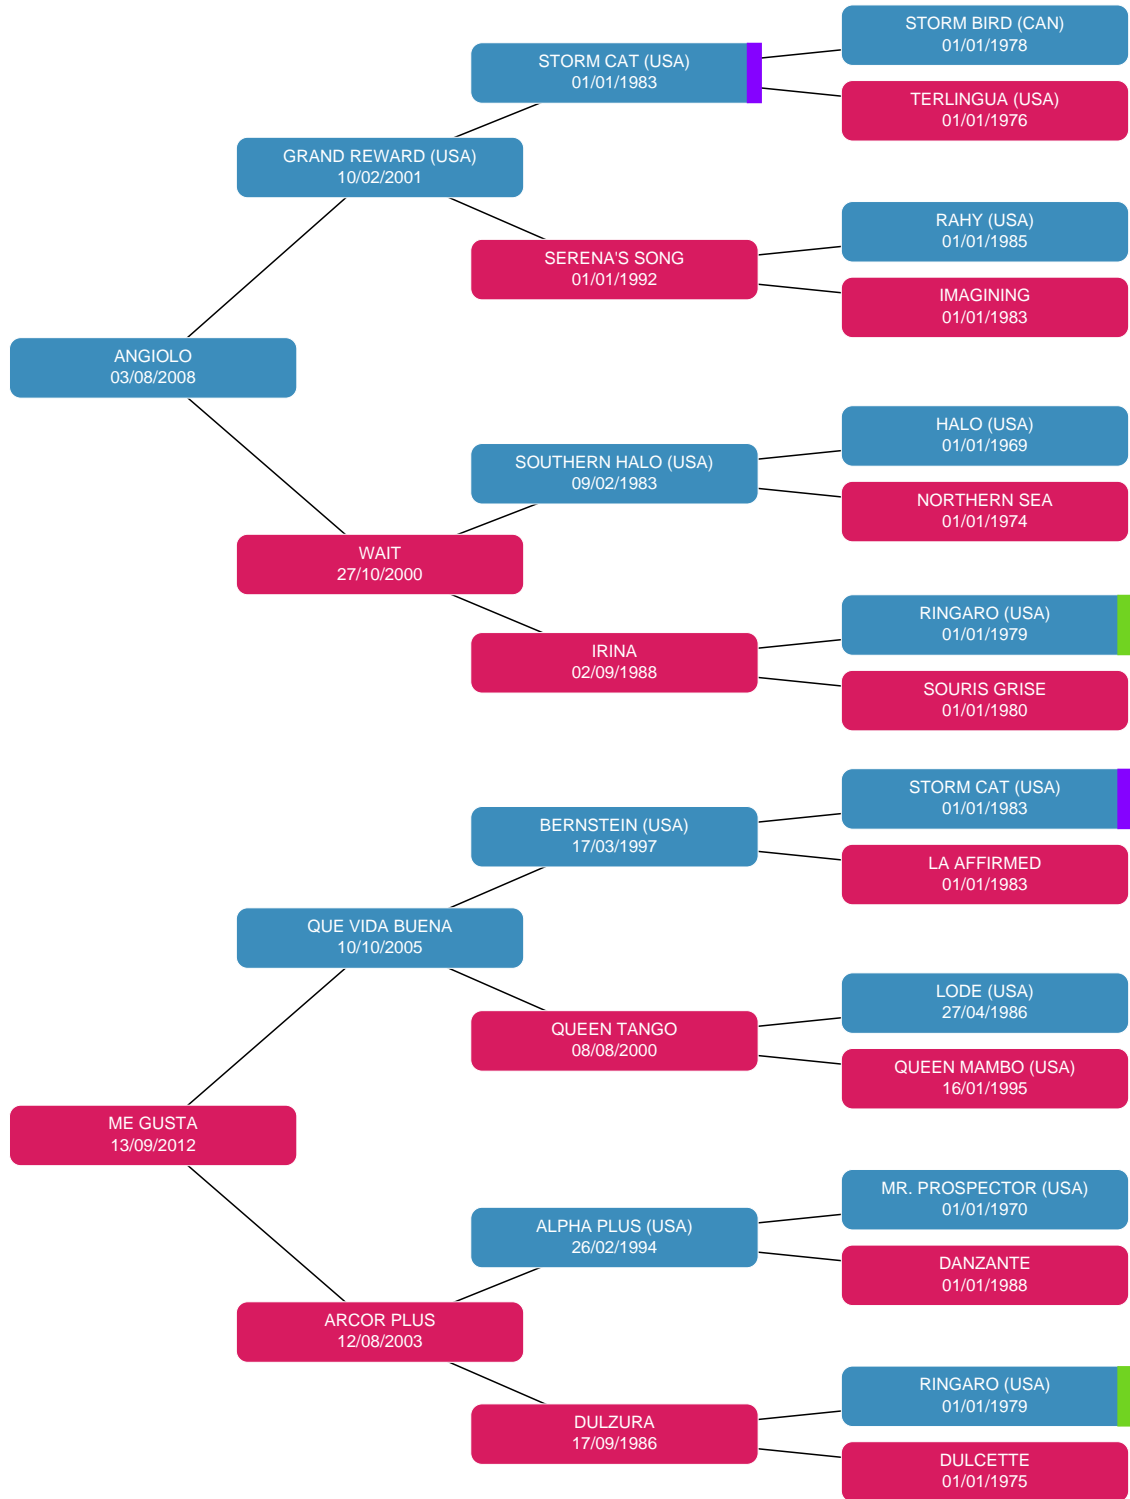 STORM BIRD (CAN)
01/01/1978
STORM CAT (USA)
01/01/1983
TERLINGUA (USA)
01/01/1976
GRAND REWARD (USA)
10/02/2001
RAHY (USA)
01/01/1985
SERENA'S SONG
01/01/1992
IMAGINING
01/01/1983
ANGIOLO
03/08/2008
HALO (USA)
01/01/1969
SOUTHERN HALO (USA)
09/02/1983
NORTHERN SEA
01/01/1974
WAIT
27/10/2000
RINGARO (USA)
01/01/1979
IRINA
02/09/1988
SOURIS GRISE
01/01/1980
STORM CAT (USA)
01/01/1983
BERNSTEIN (USA)
17/03/1997
LA AFFIRMED
01/01/1983
QUE VIDA BUENA
10/10/2005
LODE (USA)
27/04/1986
QUEEN TANGO
08/08/2000
QUEEN MAMBO (USA)
16/01/1995
ME GUSTA
13/09/2012
MR. PROSPECTOR (USA)
01/01/1970
ALPHA PLUS (USA)
26/02/1994
DANZANTE
01/01/1988
ARCOR PLUS
12/08/2003
RINGARO (USA)
01/01/1979
DULZURA
17/09/1986
DULCETTE
01/01/1975